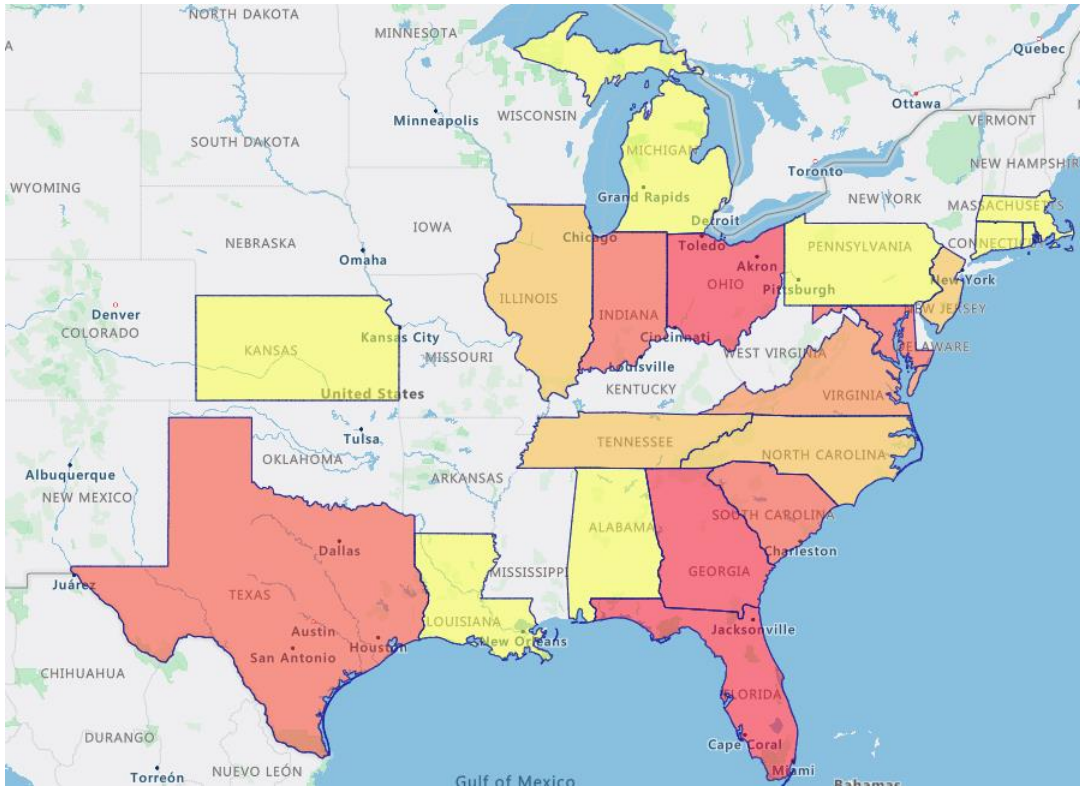 NORTH DAKOTA
MINNESOTA
Quebec
Ottawa
Minneapolis
WISCONSIN
VERMONT
SOUTH DAKOTA
MICHIGAN
NEW HAMPSHIRE
Toronto
WYOMING
Grand Rapids
NEW YORK
MASSACHUSETTS
IOWA
Detroit
Chicago
NEBRASKA
Toledo
PENNSYLVANIA
CONNECTICUT
Omaha
Akron
ILLINOIS
OHIO
Pittsburgh
New York
Denver
INDIANA
NEW JERSEY
COLORADO
Kansas City
Cincinnati
KANSAS
MISSOURI
WEST VIRGINIA
DELAWARE
Louisville
KENTUCKY
United States
VIRGINIA
Tulsa
TENNESSEE
OKLAHOMA
NORTH CAROLINA
Albuquerque
ARKANSAS
NEW MEXICO
SOUTH CAROLINA
ALABAMA
Dallas
Charleston
MISSISSIPPI
GEORGIA
Juárez
TEXAS
LOUISIANA
Austin
Jacksonville
New Orleans
Houston
San Antonio
CHIHUAHUA
FLORIDA
DURANGO
Cape Coral
NUEVO LEÓN
Miami
Torreón
Gulf of Mexico
Bahamas